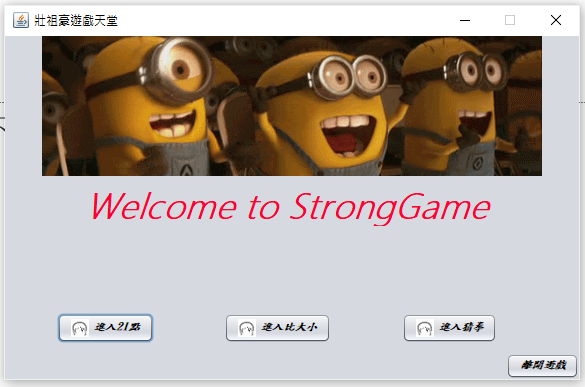 壯祖豪遊戲天堂
Welcome to StrongGame
進入21點
進入比大小
進入猜拳
離開遊戲